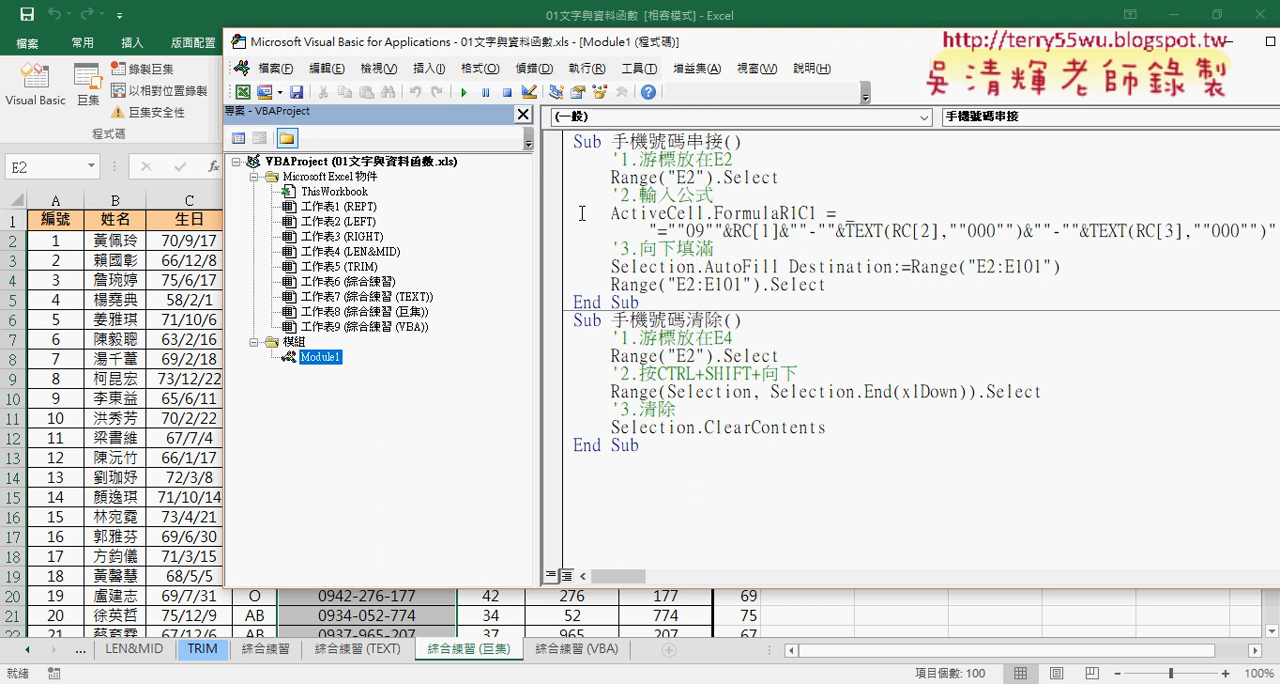 01文字與資料函數 [相容模式] - Excel
檔案 常用 插入 版面配置
Visual Basic 巨集 錄製巨集 以相對位置錄製 巨集安全性
程式碼
E2 fx
A B C
1 編號 姓名 生日
2 1 黃佩玲 70/9/17
3 2 賴國彰 66/12/8
4 3 詹琬婷 75/6/17
5 4 楊堯典 58/2/1
6 5 姜雅琪 71/10/6
7 6 陳毅聰 63/2/16
8 7 湯千薰 69/2/18
9 8 柯昆宏 73/12/22
10 9 李東益 65/6/11
11 10 洪秀芳 70/2/22
12 11 梁書維 67/7/4
13 12 陳沅竹 66/1/17
14 13 劉珈妤 72/3/8
15 14 顏逸琪 71/10/14
16 15 林宛霓 73/4/21
17 16 郭雅芬 69/6/30
18 17 方鈞儀 71/3/15
19 18 黃馨慧 68/5/5
20 19 盧建志 69/7/31 O 0942-276-177 42 276 177 69
21 20 徐英哲 75/12/9 AB 0934-052-774 34 52 774 75
22 21 67/12/6 AB 0937-965-207 37 965 207 67
Microsoft Visual Basic for Applications - 01文字與資料函數.xls - [Module1 (程式碼)]
http://terry55wu.blogspot.tw
吳清輝老師錄製
檔案(F) 編輯(E) 檢視(V) 插入(I) 格式(O) 偵錯(D) 執行(R) 工具(T) 增益集(A) 視窗(W) 說明(H)
專案 - VBAProject
VBAProject (01文字與資料函數.xls)
Microsoft Excel 物件
ThisWorkbook
工作表1 (REPT)
工作表2 (LEFT)
工作表3 (RIGHT)
工作表4 (LEN&MID)
工作表5 (TRIM)
工作表6 (綜合練習)
工作表7 (綜合練習 (TEXT))
工作表8 (綜合練習 (巨集))
工作表9 (綜合練習 (VBA))
模組
Module1
(一般) 手機號碼串接
Sub 手機號碼串接()
'1.游標放在E2
Range("E2").Select
'2.輸入公式
ActiveCell.FormulaR1C1 = _
"=""09""&RC[1]&""-""&TEXT(RC[2],""000"")&""-""&TEXT(RC[3],""000"")"
'3.向下填滿
Selection.AutoFill Destination:=Range("E2:E101")
Range("E2:E101").Select
End Sub
Sub 手機號碼清除()
'1.游標放在E4
Range("E2").Select
'2.按CTRL+SHIFT+向下
Range(Selection, Selection.End(xlDown)).Select
'3.清除
Selection.ClearContents
End Sub
... LEN&MID TRIM 綜合練習 綜合練習 (TEXT) 綜合練習 (巨集) 綜合練習 (VBA)
就緒 項目個數: 100 100%